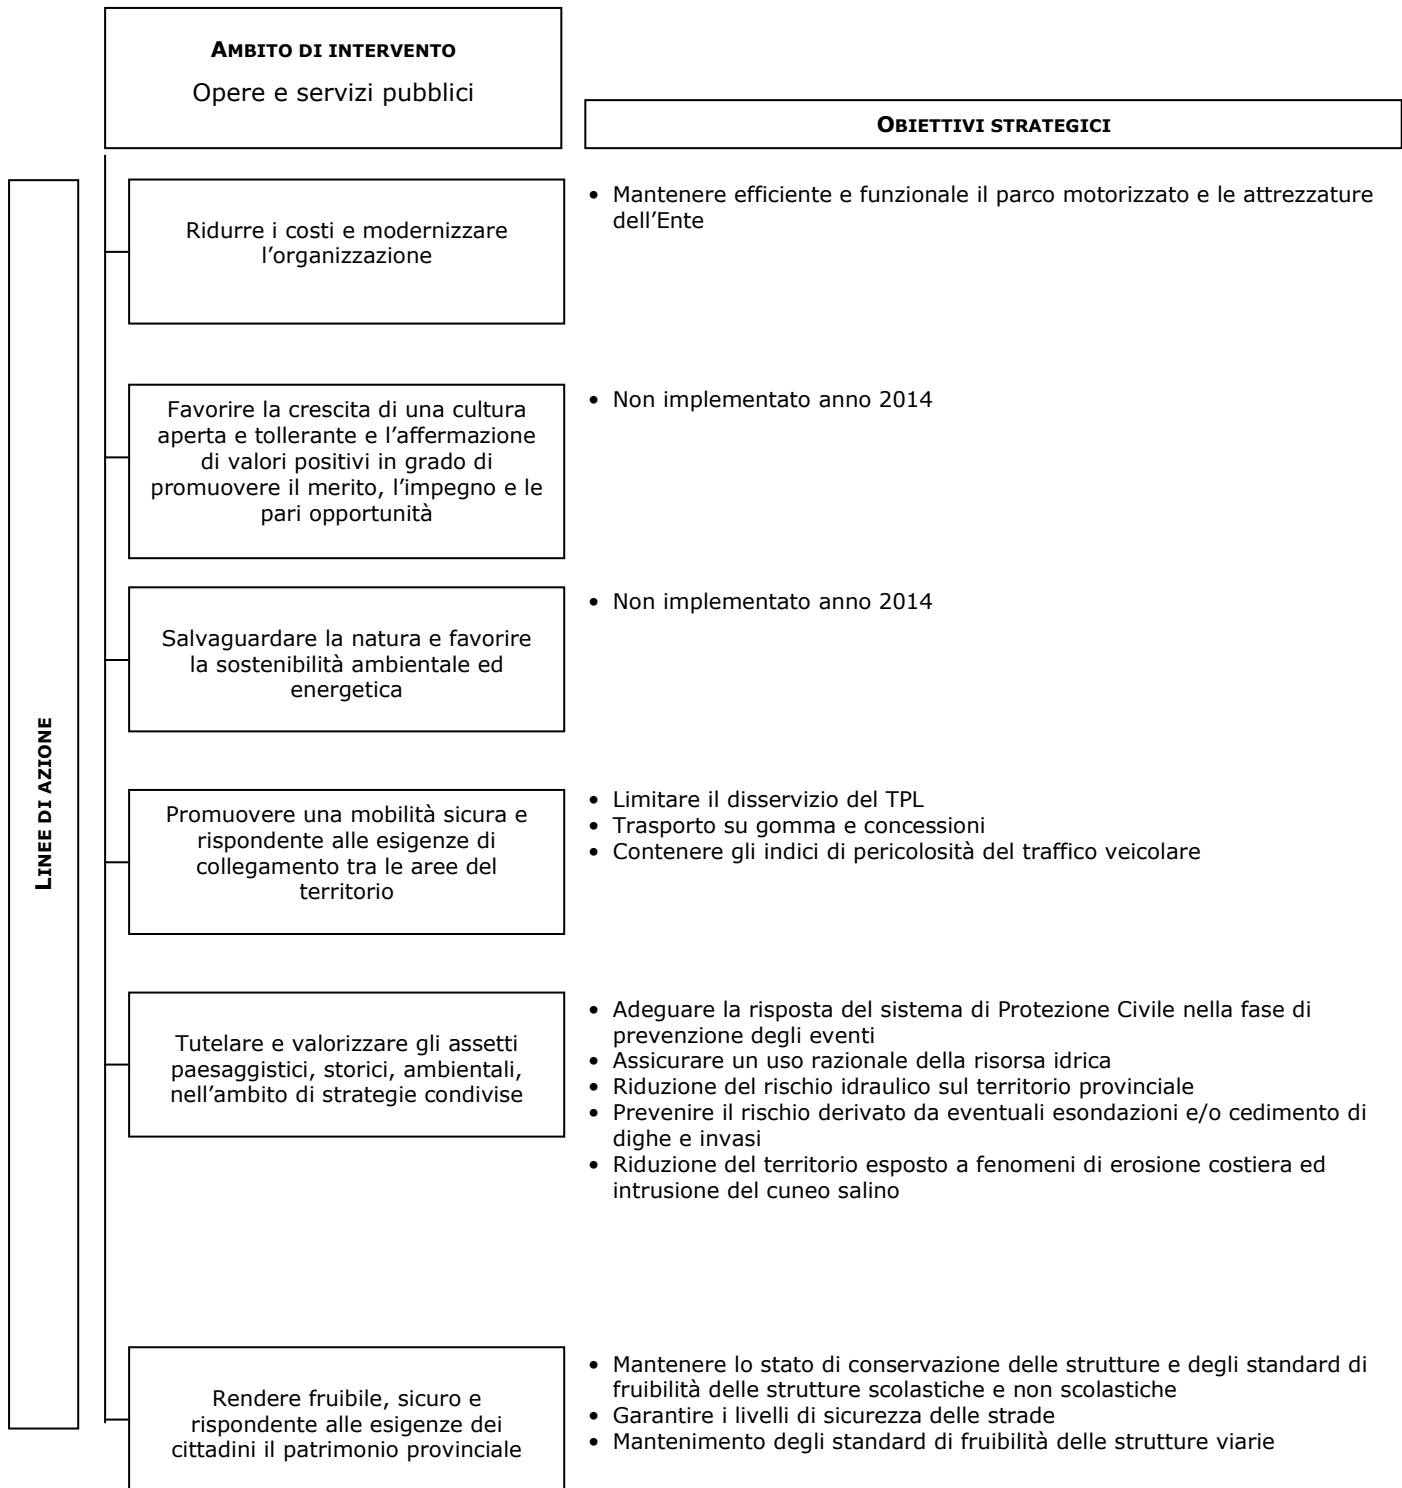 AMBITO DI INTERVENTO
Opere e servizi pubblici
OBIETTIVI STRATEGICI
LINEE DI AZIONE
Ridurre i costi e modernizzare
l’organizzazione
• Mantenere efficiente e funzionale il parco motorizzato e le attrezzature
dell’Ente
Favorire la crescita di una cultura
aperta e tollerante e l’affermazione
di valori positivi in grado di
promuovere il merito, l’impegno e le
pari opportunità
• Non implementato anno 2014
Salvaguardare la natura e favorire
la sostenibilità ambientale ed
energetica
• Non implementato anno 2014
Promuovere una mobilità sicura e
rispondente alle esigenze di
collegamento tra le aree del
territorio
• Limitare il disservizio del TPL
• Trasporto su gomma e concessioni
• Contenere gli indici di pericolosità del traffico veicolare
Tutelare e valorizzare gli assetti
paesaggistici, storici, ambientali,
nell’ambito di strategie condivise
• Adeguare la risposta del sistema di Protezione Civile nella fase di
prevenzione degli eventi
• Assicurare un uso razionale della risorsa idrica
• Riduzione del rischio idraulico sul territorio provinciale
• Prevenire il rischio derivato da eventuali esondazioni e/o cedimento di
dighe e invasi
• Riduzione del territorio esposto a fenomeni di erosione costiera ed
intrusione del cuneo salino
Rendere fruibile, sicuro e
rispondente alle esigenze dei
cittadini il patrimonio provinciale
• Mantenere lo stato di conservazione delle strutture e degli standard di
fruibilità delle strutture scolastiche e non scolastiche
• Garantire i livelli di sicurezza delle strade
• Mantenimento degli standard di fruibilità delle strutture viarie